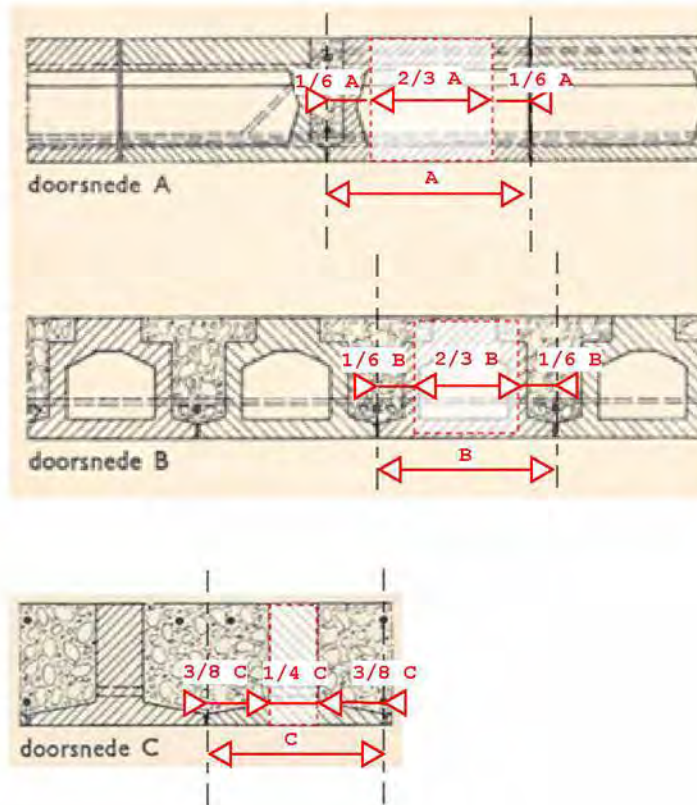 1/6 A 2/3 A 1/6 A
A
doorsnede A
1/6 B 2/3 B 1/6 B
B
doorsnede B
3/8 C 1/4 C 3/8 C
C
doorsnede C